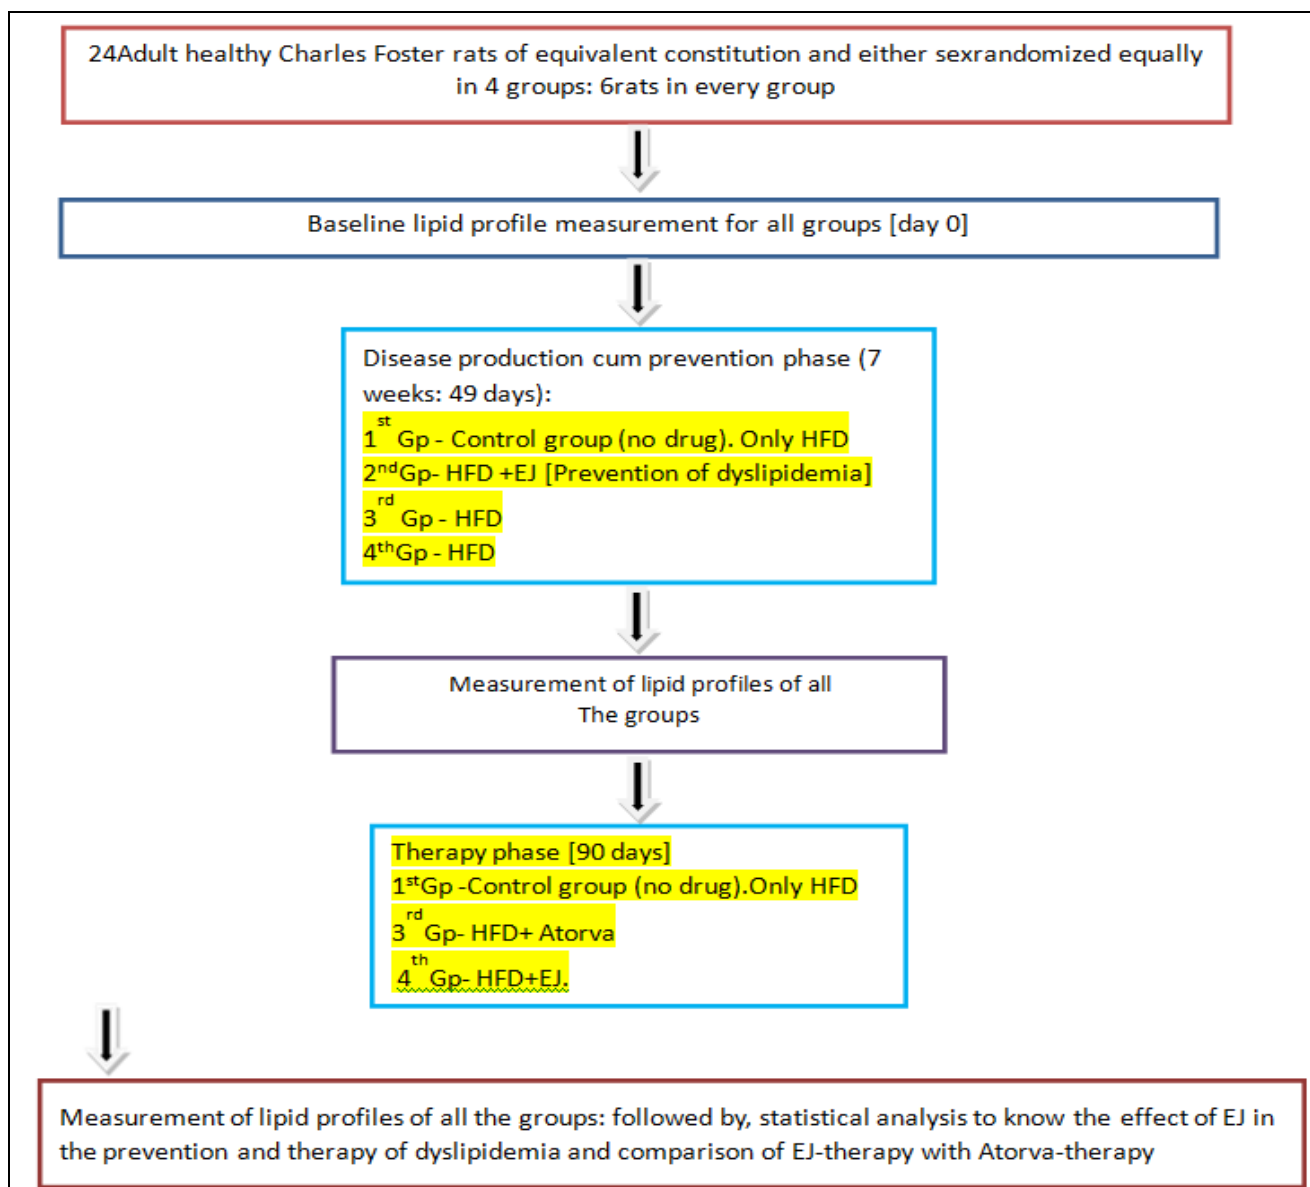 24Adult healthy Charles Foster rats of equivalent constitution and either sexrandomized equally
in 4 groups: 6rats in every group
Baseline lipid profile measurement for all groups [day 0]
Disease production cum prevention phase (7
weeks: 49 days):
1st Gp - Control group (no drug). Only HFD
2ndGp- HFD +EJ [Prevention of dyslipidemia]
3rd Gp - HFD
4thGp - HFD
Measurement of lipid profiles of all
The groups
Therapy phase [90 days]
1stGp -Control group (no drug).Only HFD
3rd Gp- HFD+ Atorva
4th Gp- HFD+EJ.
Measurement of lipid profiles of all the groups: followed by, statistical analysis to know the effect of EJ in
the prevention and therapy of dyslipidemia and comparison of EJ-therapy with Atorva-therapy